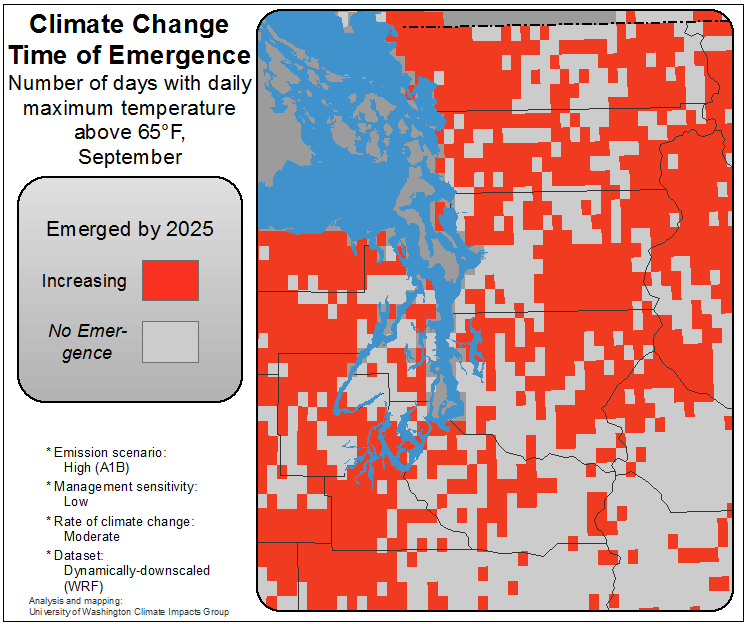 Climate Change
Time of Emergence
Number of days with daily
maximum temperature
above 65°F,
September
Emerged by 2025
Increasing
No Emer-
gence
* Emission scenario:
High (A1B)
* Management sensitivity:
Low
* Rate of climate change:
Moderate
* Dataset:
Dynamically-downscaled
(WRF)
Analysis and mapping:
University of Washington Climate Impacts Group